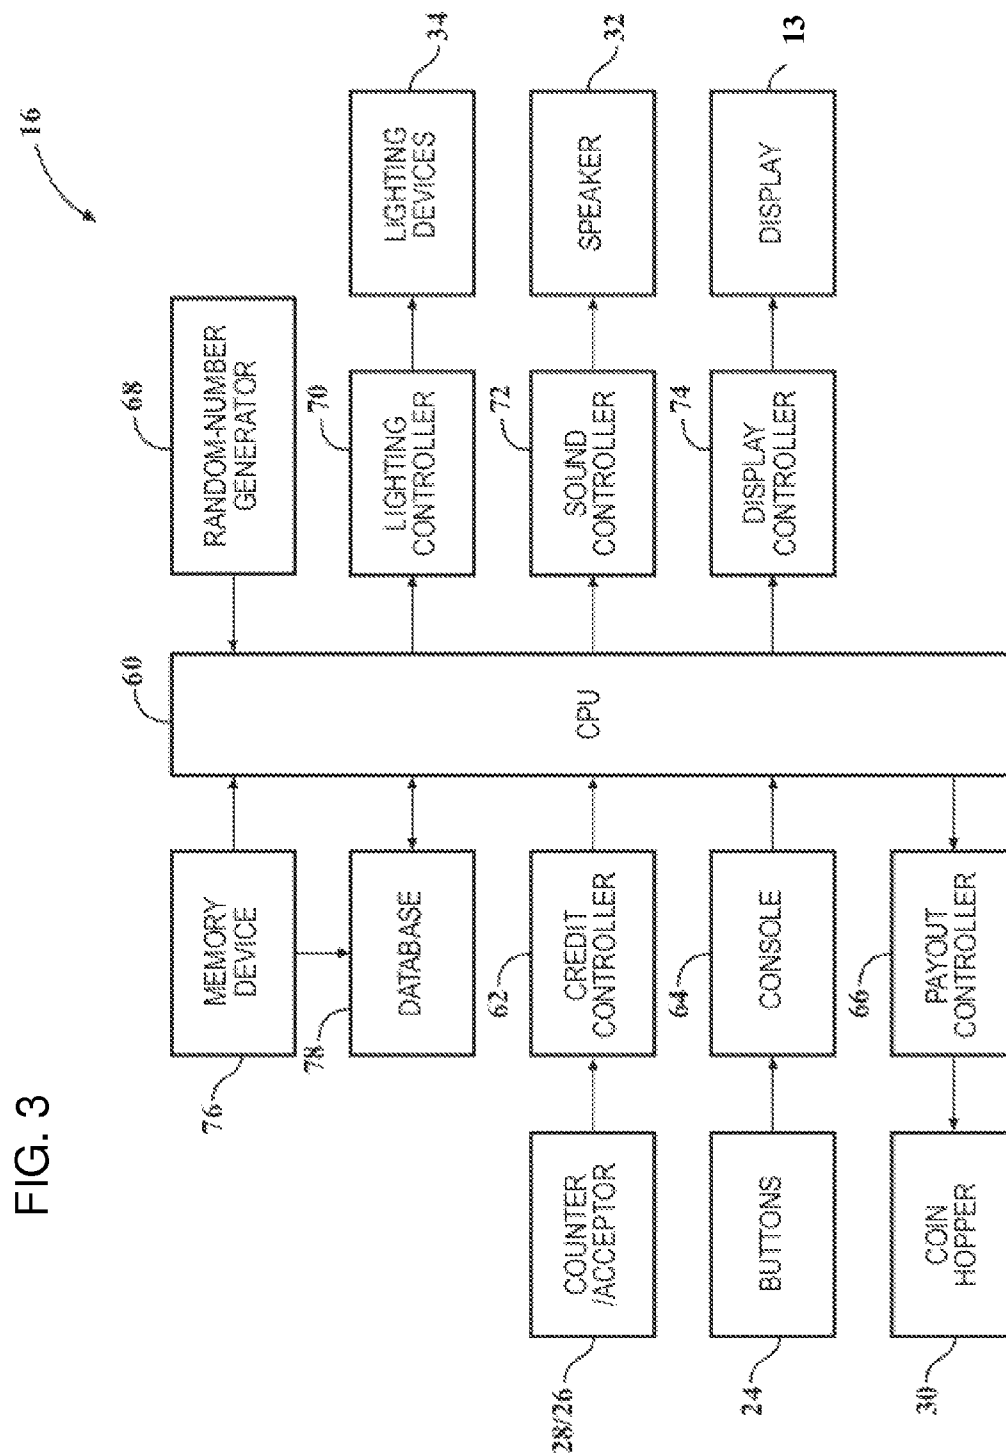 FIG. 3
16
76
MEMORY
DEVICE
60
68
RANDOM-NUMBER
GENERATOR
78
DATABASE
70
LIGHTING
CONTROLLER
LIGHTING
DEVICES
34
28/26
COUNTER
/ACCEPTOR
62
CREDIT
CONTROLLER
CPU
72
SOUND
CONTROLLER
SPEAKER
32
24
BUTTONS
64
CONSOLE
74
DISPLAY
CONTROLLER
DISPLAY
13
30
COIN
HOPPER
66
PAYOUT
CONTROLLER